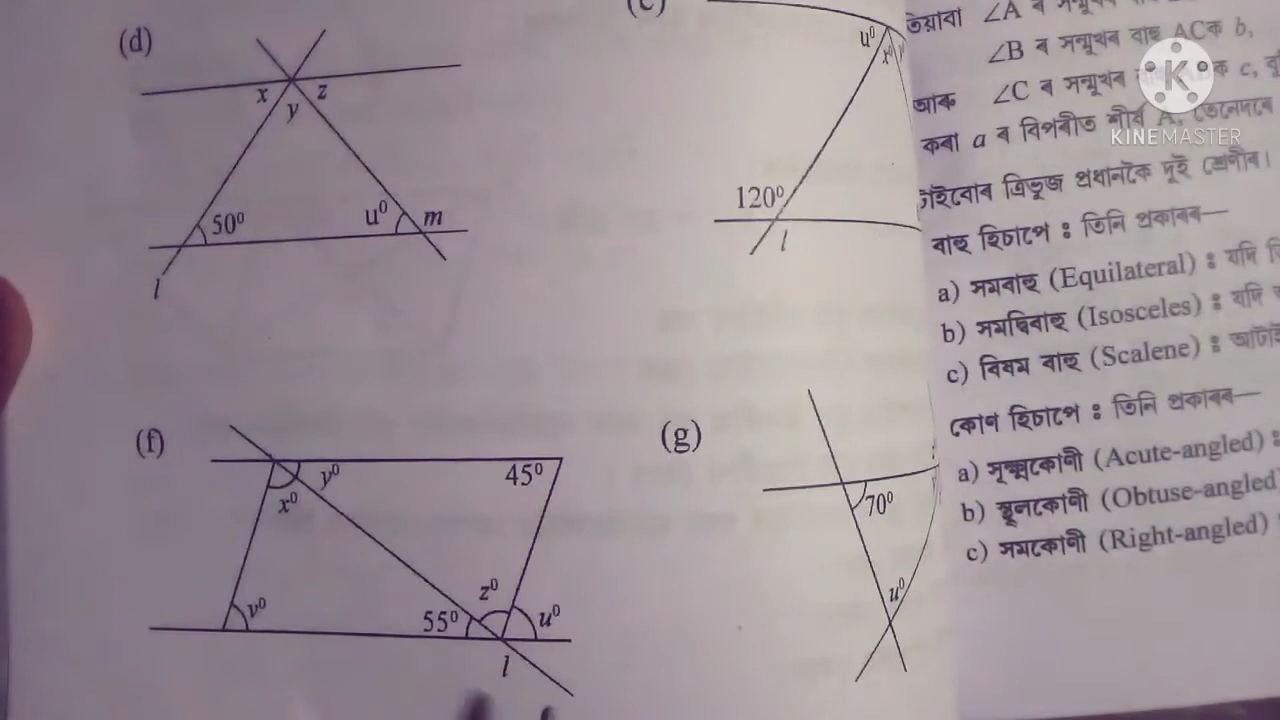 (d)
x
y
z
50⁰
u⁰
m
l
u⁰
x⁰
120⁰
l
(f)
45⁰
y⁰
x⁰
v⁰
55⁰
z⁰
u⁰
l
(g)
70⁰
u⁰
∠A ৰ
∠B ৰ সন্মুখৰ বাহু ACক b,
আৰু ∠C ৰ সন্মুখৰ ক c,
কৰা a ৰ বিপৰীত শীৰ্ষ A, তেনেদৰে
ত্ৰিভূজ প্ৰধানকৈ দুই শ্ৰেণীৰ।
বাহু হিচাপে : তিনি প্ৰকাৰৰ—
a) সমবাহু (Equilateral) : যদি
b) সমদ্বিবাহু (Isosceles) : যদি
c) বিষম বাহু (Scalene) :
কোণ হিচাপে : তিনি প্ৰকাৰৰ—
a) সূক্ষ্মকোণী (Acute-angled) :
b) স্থূলকোণী (Obtuse-angled)
c) সমকোণী (Right-angled)
KINEMASTER